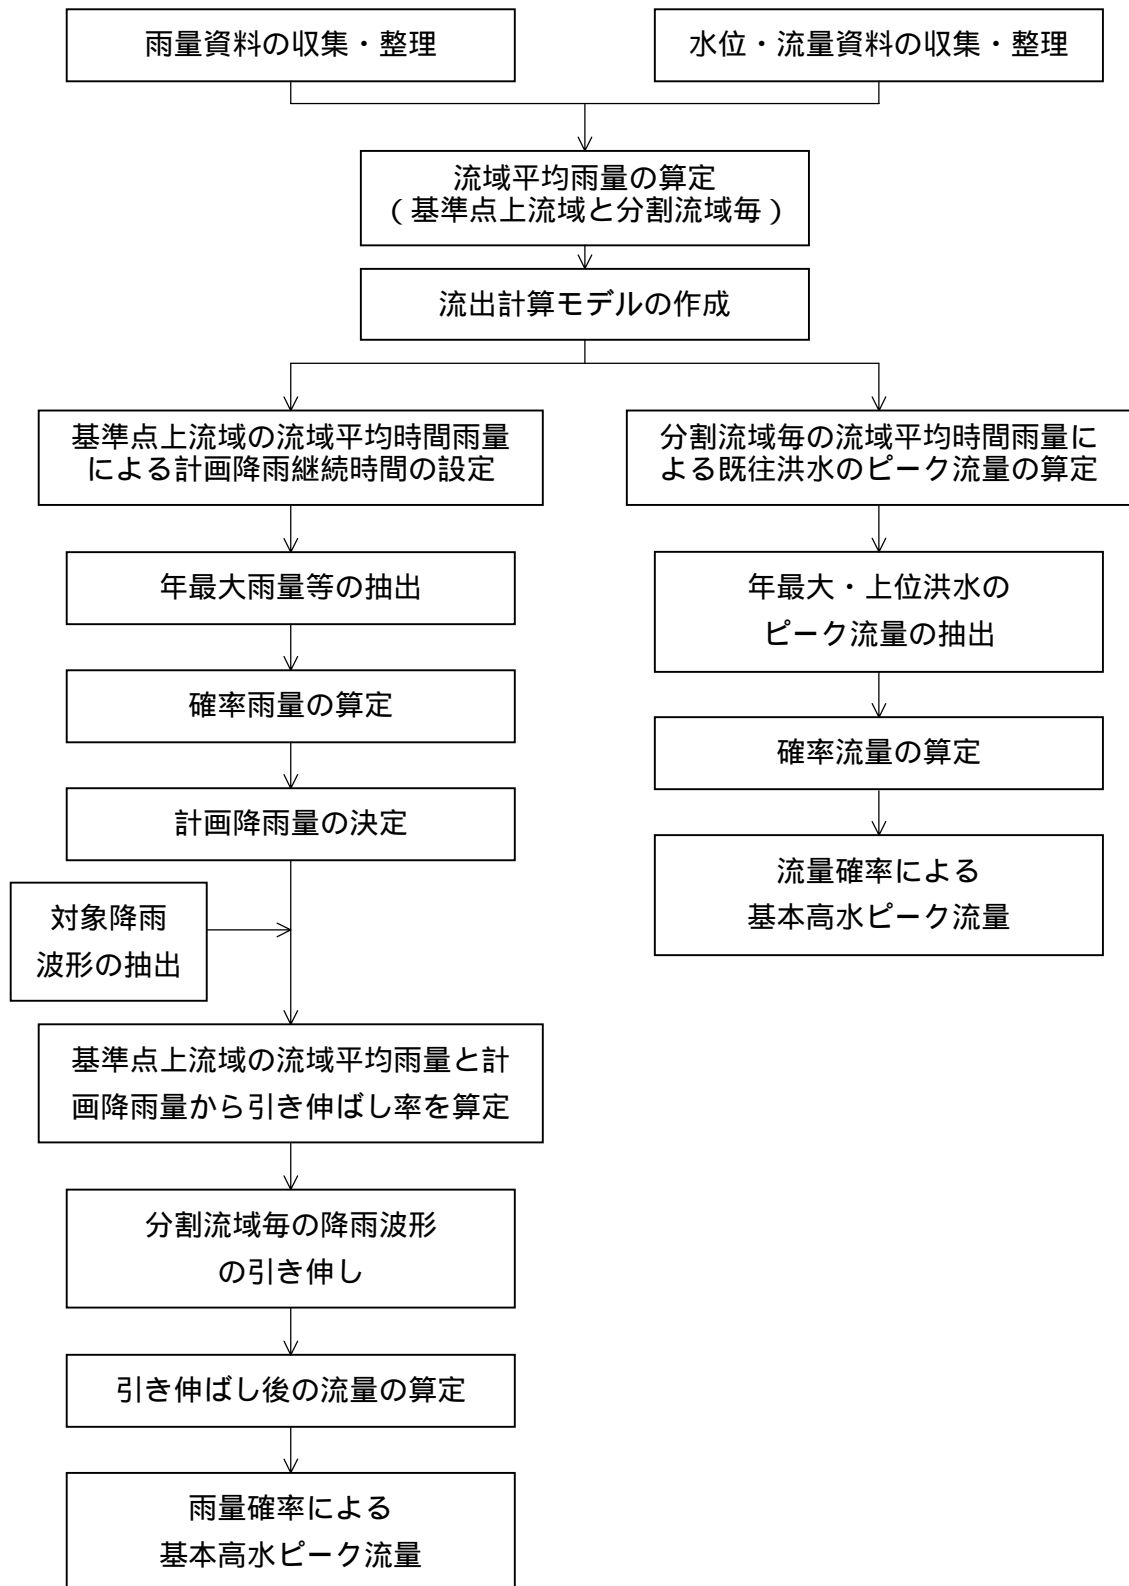 雨量資料の収集・整理
水位・流量資料の収集・整理
流域平均雨量の算定
(基準点上流域と分割流域毎)
流出計算モデルの作成
基準点上流域の流域平均時間雨量
による計画降雨継続時間の設定
分割流域毎の流域平均時間雨量に
よる既往洪水のピーク流量の算定
年最大雨量等の抽出
年最大・上位洪水の
ピーク流量の抽出
確率雨量の算定
確率流量の算定
計画降雨量の決定
流量確率による
基本高水ピーク流量
対象降雨
波形の抽出
基準点上流域の流域平均雨量と計
画降雨量から引き伸ばし率を算定
分割流域毎の降雨波形
の引き伸し
引き伸ばし後の流量の算定
雨量確率による
基本高水ピーク流量